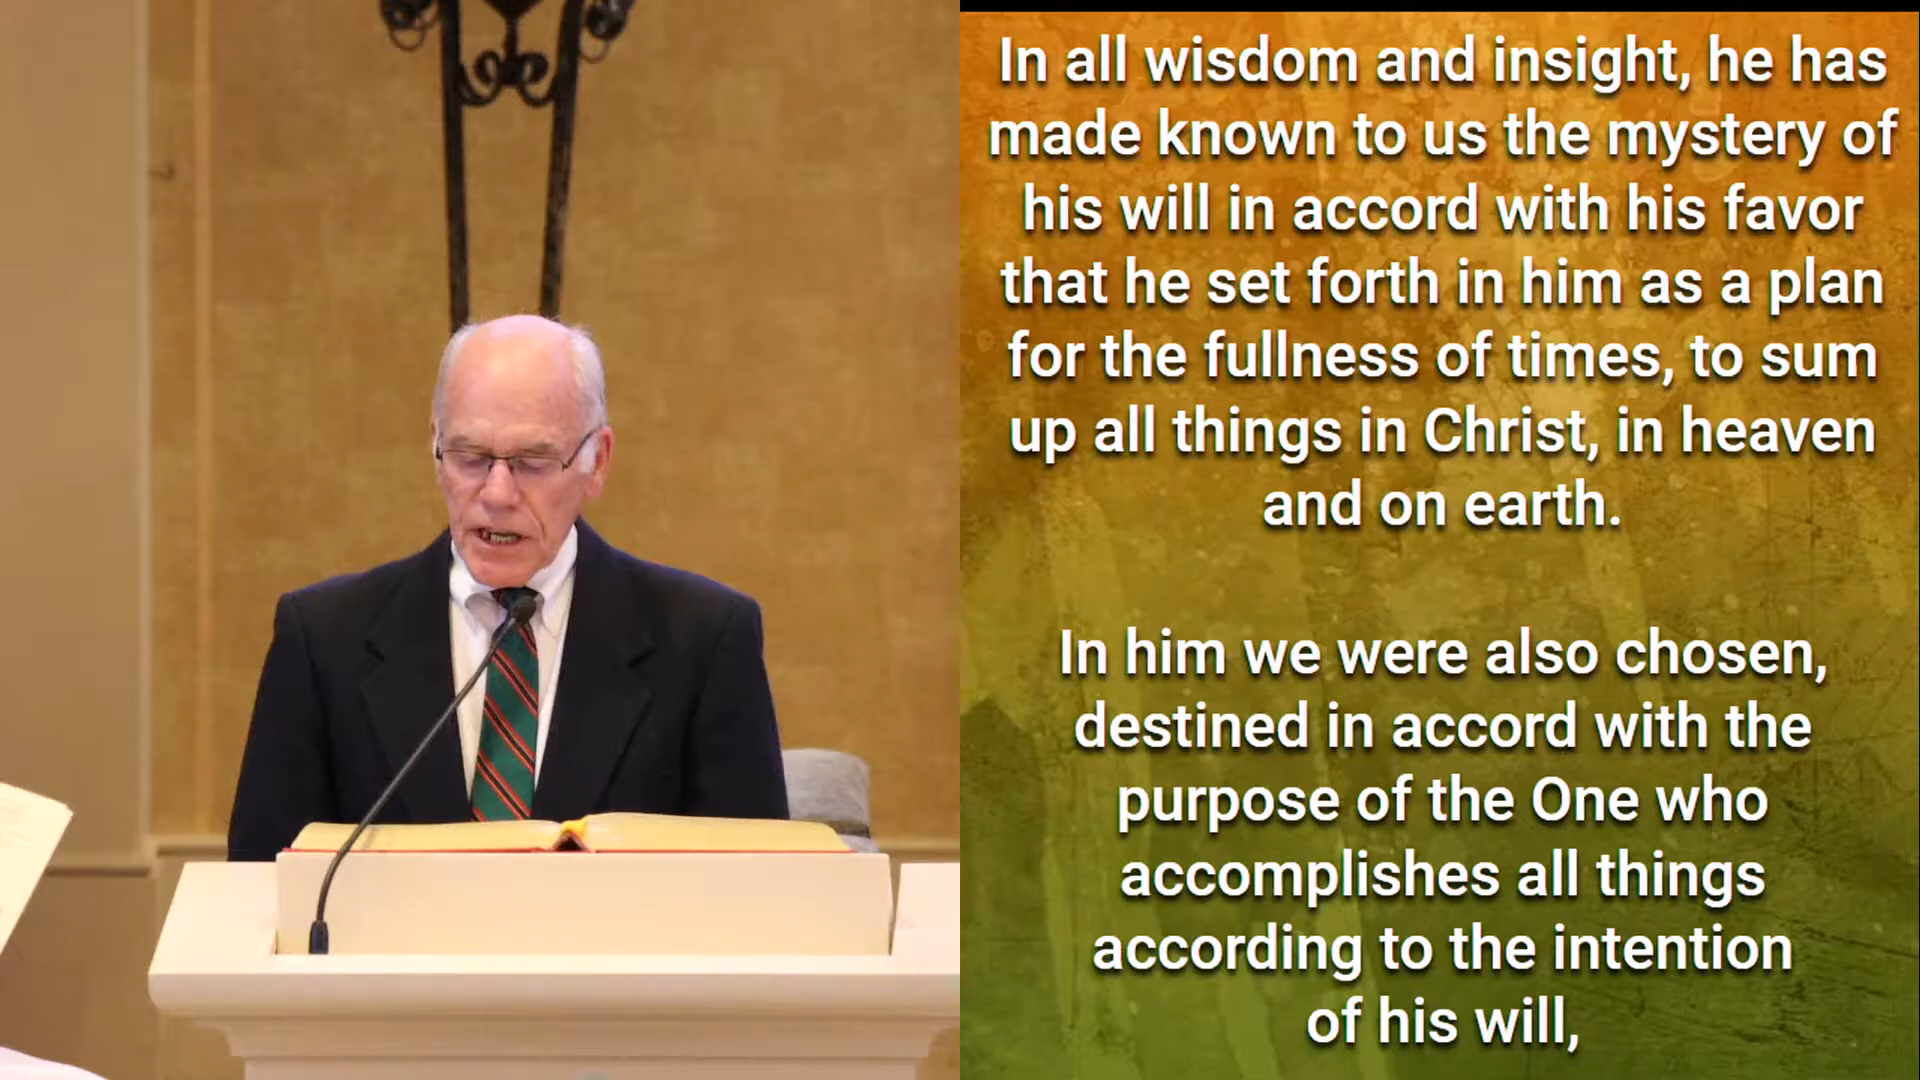 In all wisdom and insight, he has
made known to us the mystery of
his will in accord with his favor
that he set forth in him as a plan
for the fullness of times, to sum
up all things in Christ, in heaven
and on earth.
In him we were also chosen,
destined in accord with the
purpose of the One who
accomplishes all things
according to the intention
of his will,